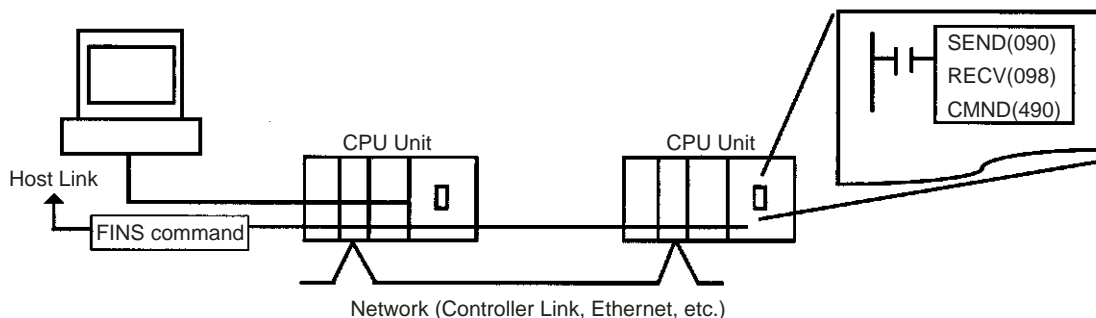 SEND(090)
RECV(098)
CMND(490)
CPU Unit
CPU Unit
Host Link
FINS command
Network (Controller Link, Ethernet, etc.)